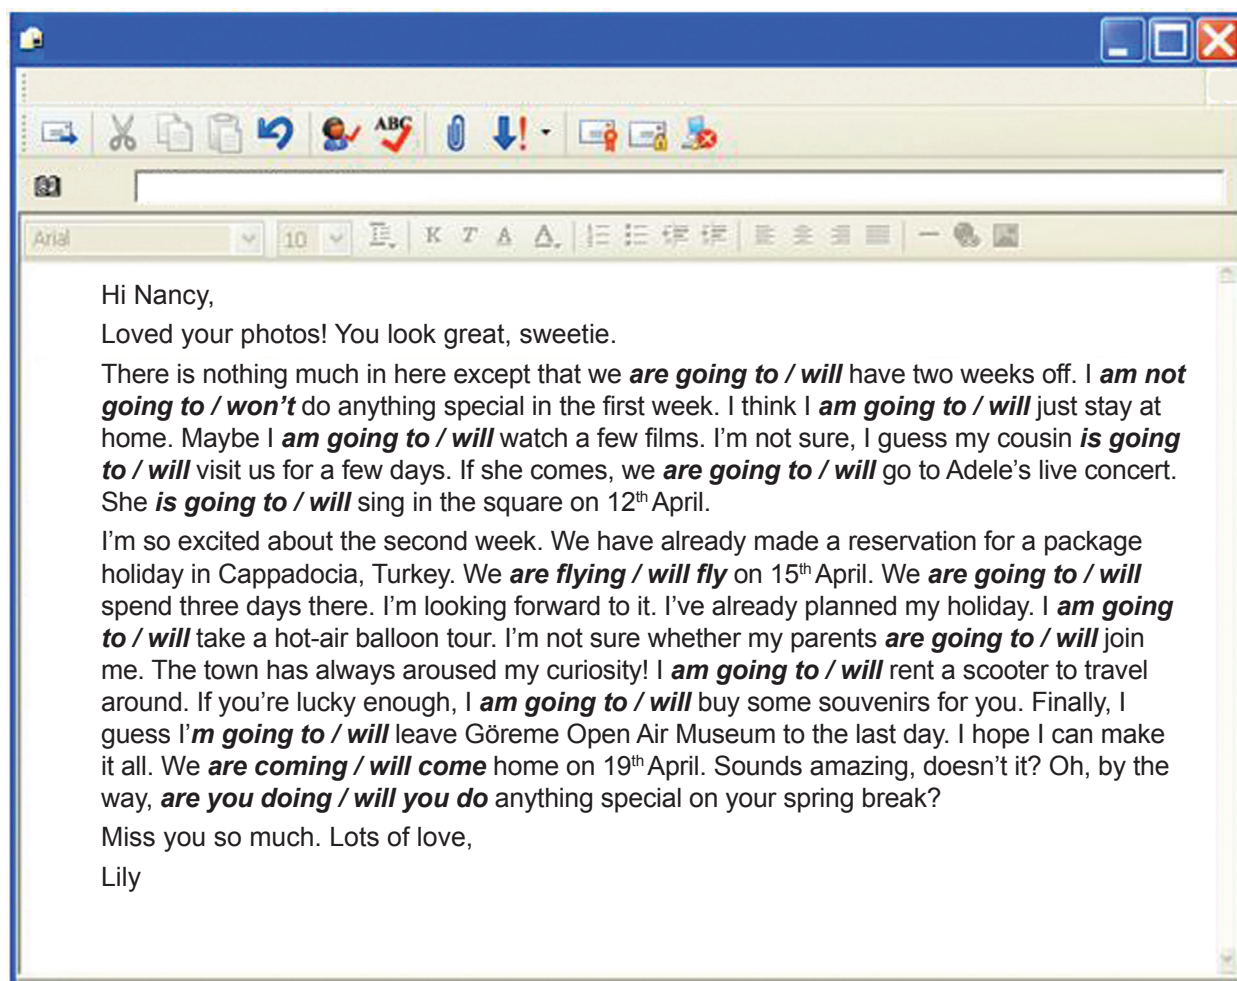 ABC
Arial
10
K T A A
Hi Nancy,
Loved your photos! You look great, sweetie.
There is nothing much in here except that we are going to / will have two weeks off. I am not
going to / won’t do anything special in the first week. I think I am going to / will just stay at
home. Maybe I am going to / will watch a few films. I’m not sure, I guess my cousin is going
to / will visit us for a few days. If she comes, we are going to / will go to Adele’s live concert.
She is going to / will sing in the square on 12th April.
I’m so excited about the second week. We have already made a reservation for a package
holiday in Cappadocia, Turkey. We are flying / will fly on 15th April. We are going to / will
spend three days there. I’m looking forward to it. I’ve already planned my holiday. I am going
to / will take a hot-air balloon tour. I’m not sure whether my parents are going to / will join
me. The town has always aroused my curiosity! I am going to / will rent a scooter to travel
around. If you’re lucky enough, I am going to / will buy some souvenirs for you. Finally, I
guess I’m going to / will leave Göreme Open Air Museum to the last day. I hope I can make
it all. We are coming / will come home on 19th April. Sounds amazing, doesn’t it? Oh, by the
way, are you doing / will you do anything special on your spring break?
Miss you so much. Lots of love,
Lily